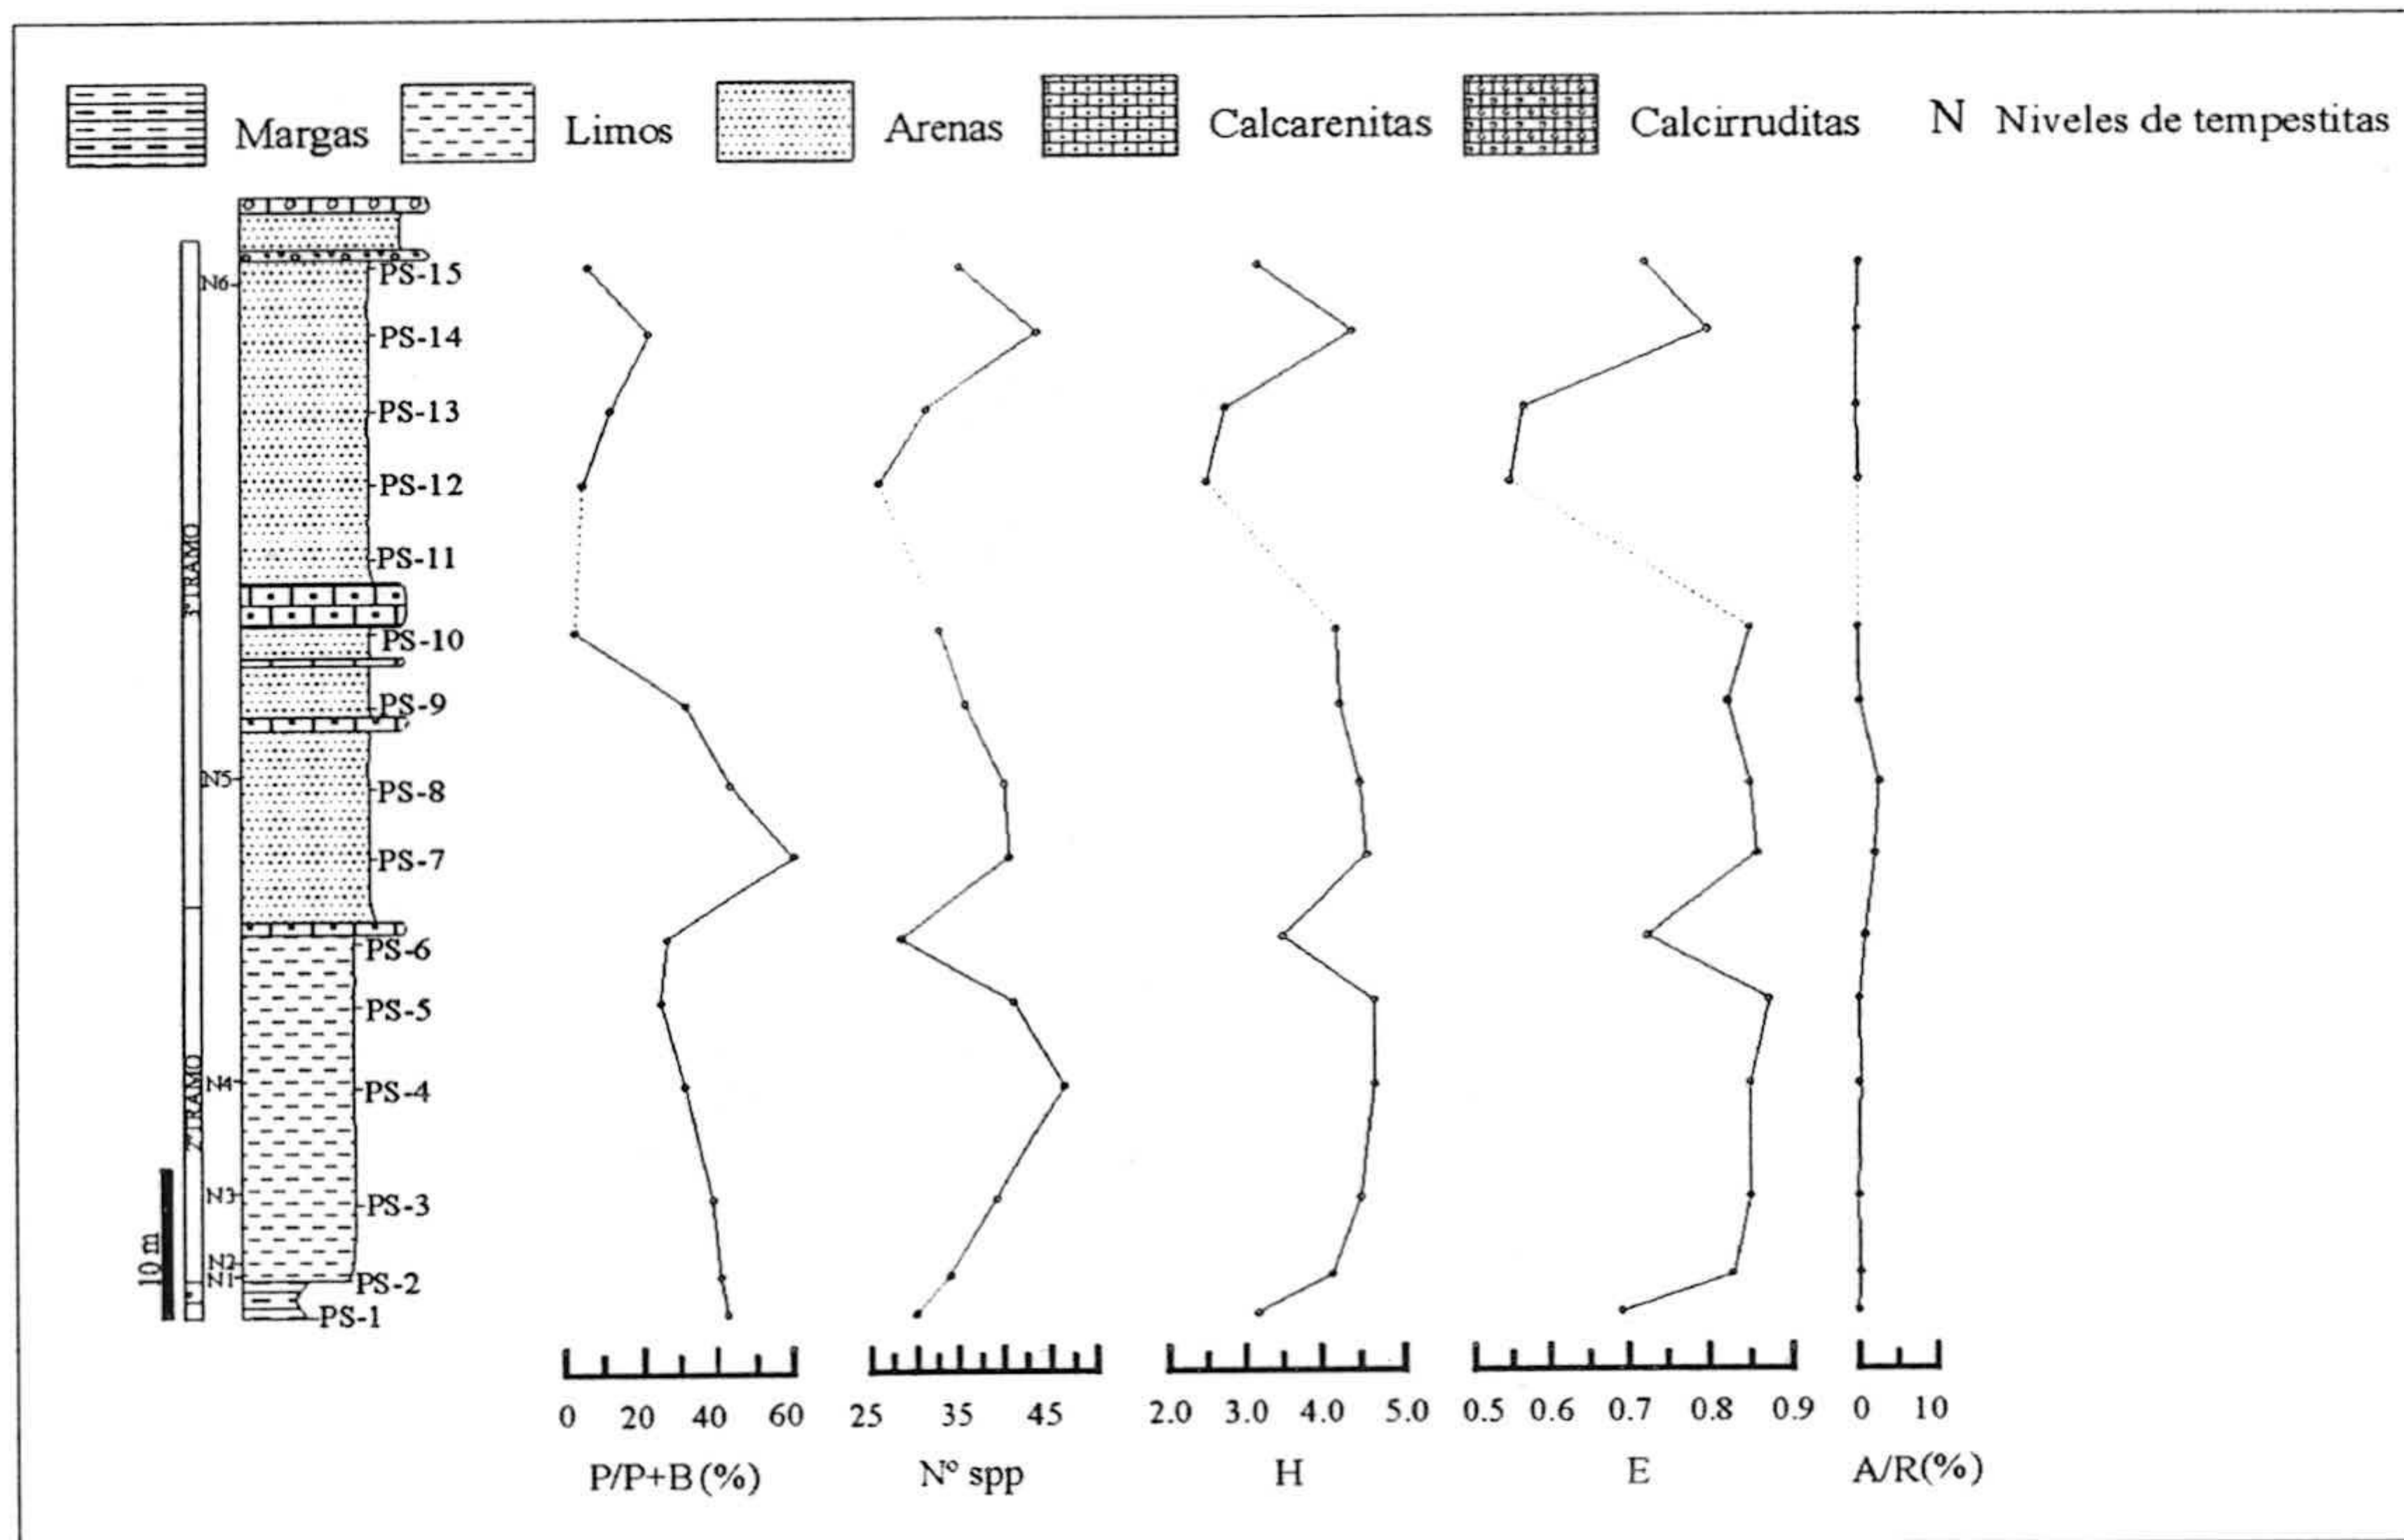 Margas Limos Arenas Calcarenitas Calcirruditas N Niveles de tempestitas
PS-15
N6
PS-14
PS-13
PS-12
3º TRAMO
PS-11
PS-10
PS-9
N5
PS-8
PS-7
PS-6
PS-5
2º TRAMO
N4
PS-4
N3
PS-3
10 m
N2
N1
PS-2
PS-1
0 20 40 60 25 35 45 2.0 3.0 4.0 5.0 0.5 0.6 0.7 0.8 0.9 0 10
P/P+B (%) Nº spp H E A/R(%)